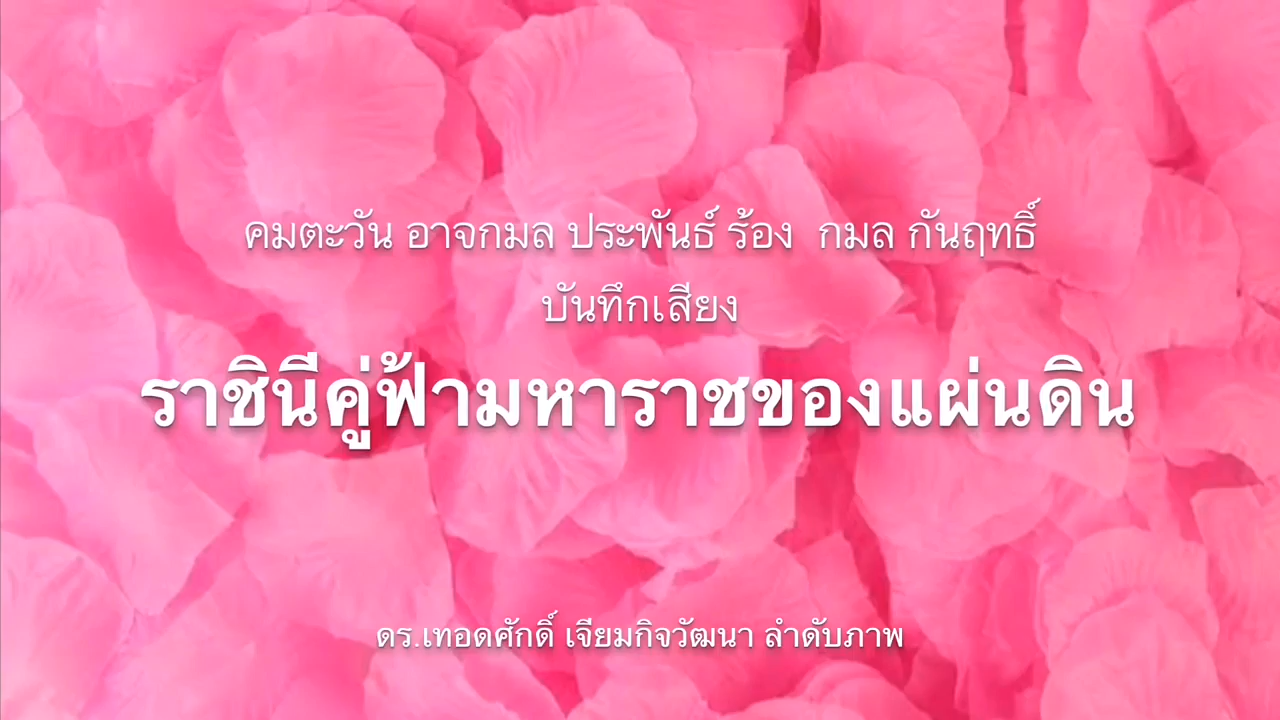 คมตะวัน อาจกมล ประพันธ์ ร้อง กมล กันฤทธิ์
บันทึกเสียง
ราชินีคู่ฟ้ามหาราชของแผ่นดิน
ดร.เทอดศักดิ์ เจียมกิจวัฒนา ลำดับภาพ